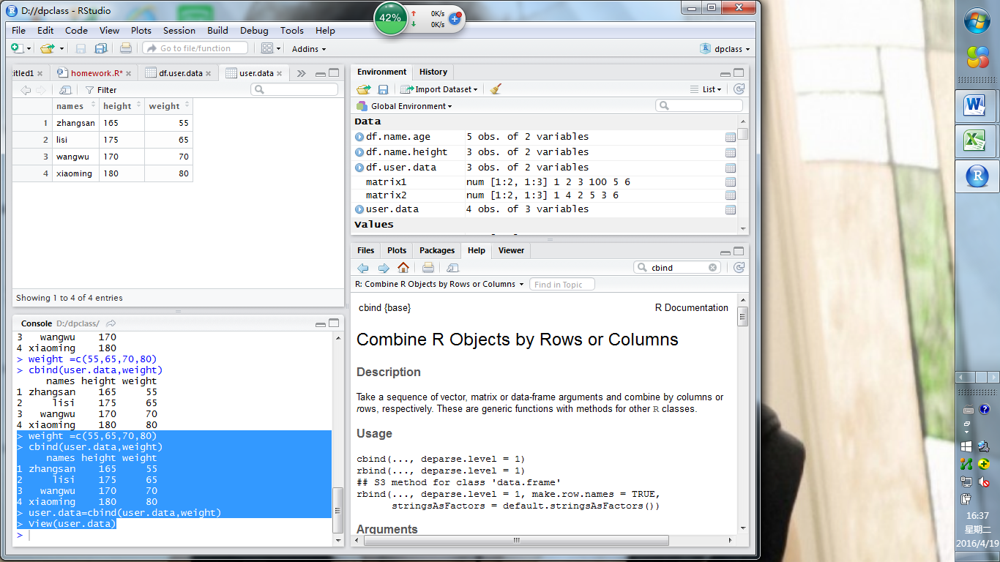 D://dpclass - RStudio
42%
0K/s
0K/s
File Edit Code View Plots Session Build Debug Tools Help
Go to file/function
Addins
dpclass
titled1
homework.R*
df.user.data
user.data
Filter
names height weight
1 zhangsan 165 55
2 lisi 175 65
3 wangwu 170 70
4 xiaoming 180 80
Showing 1 to 4 of 4 entries
Console D:/dpclass/
3 wangwu 170
4 xiaoming 180
> weight =c(55,65,70,80)
> cbind(user.data,weight)
names height weight
1 zhangsan 165 55
2 lisi 175 65
3 wangwu 170 70
4 xiaoming 180 80
> weight =c(55,65,70,80)
> cbind(user.data,weight)
names height weight
1 zhangsan 165 55
2 lisi 175 65
3 wangwu 170 70
4 xiaoming 180 80
> user.data=cbind(user.data,weight)
> View(user.data)
>
Environment History
Import Dataset
List
Global Environment
Data
df.name.age 5 obs. of 2 variables
df.name.height 3 obs. of 2 variables
df.user.data 3 obs. of 2 variables
matrix1 num [1:2, 1:3] 1 2 3 100 5 6
matrix2 num [1:2, 1:3] 1 4 2 5 3 6
user.data 4 obs. of 3 variables
Values
Files Plots Packages Help Viewer
cbind
R: Combine R Objects by Rows or Columns
Find in Topic
cbind {base} R Documentation
Combine R Objects by Rows or Columns
Description
Take a sequence of vector, matrix or data-frame arguments and combine by columns or
rows, respectively. These are generic functions with methods for other R classes.
Usage
cbind(..., deparse.level = 1)
rbind(..., deparse.level = 1)
## S3 method for class 'data.frame'
rbind(..., deparse.level = 1, make.row.names = TRUE,
stringsAsFactors = default.stringsAsFactors())
Arguments
16:37
星期二
2016/4/19